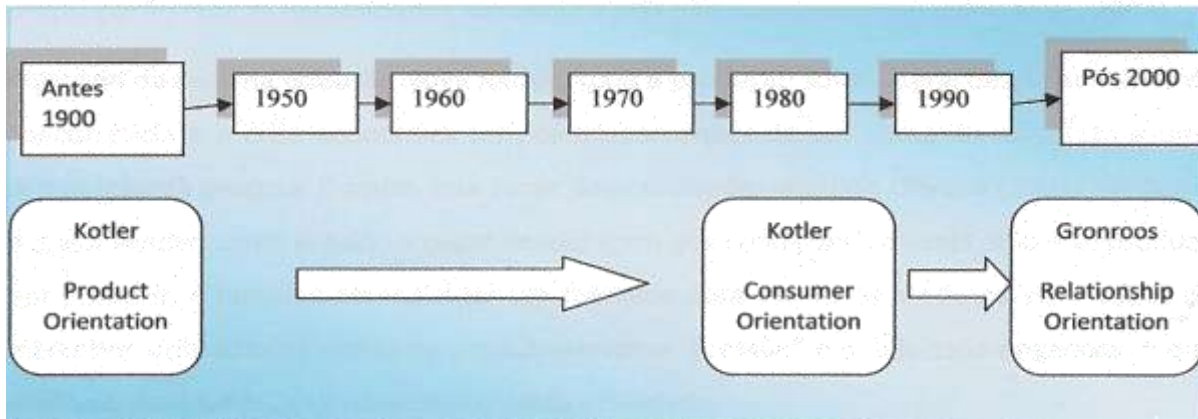 Antes
1900
1950
1960
1970
1980
1990
Pós 2000
Kotler
Product
Orientation
Kotler
Consumer
Orientation
Gronroos
Relationship
Orientation